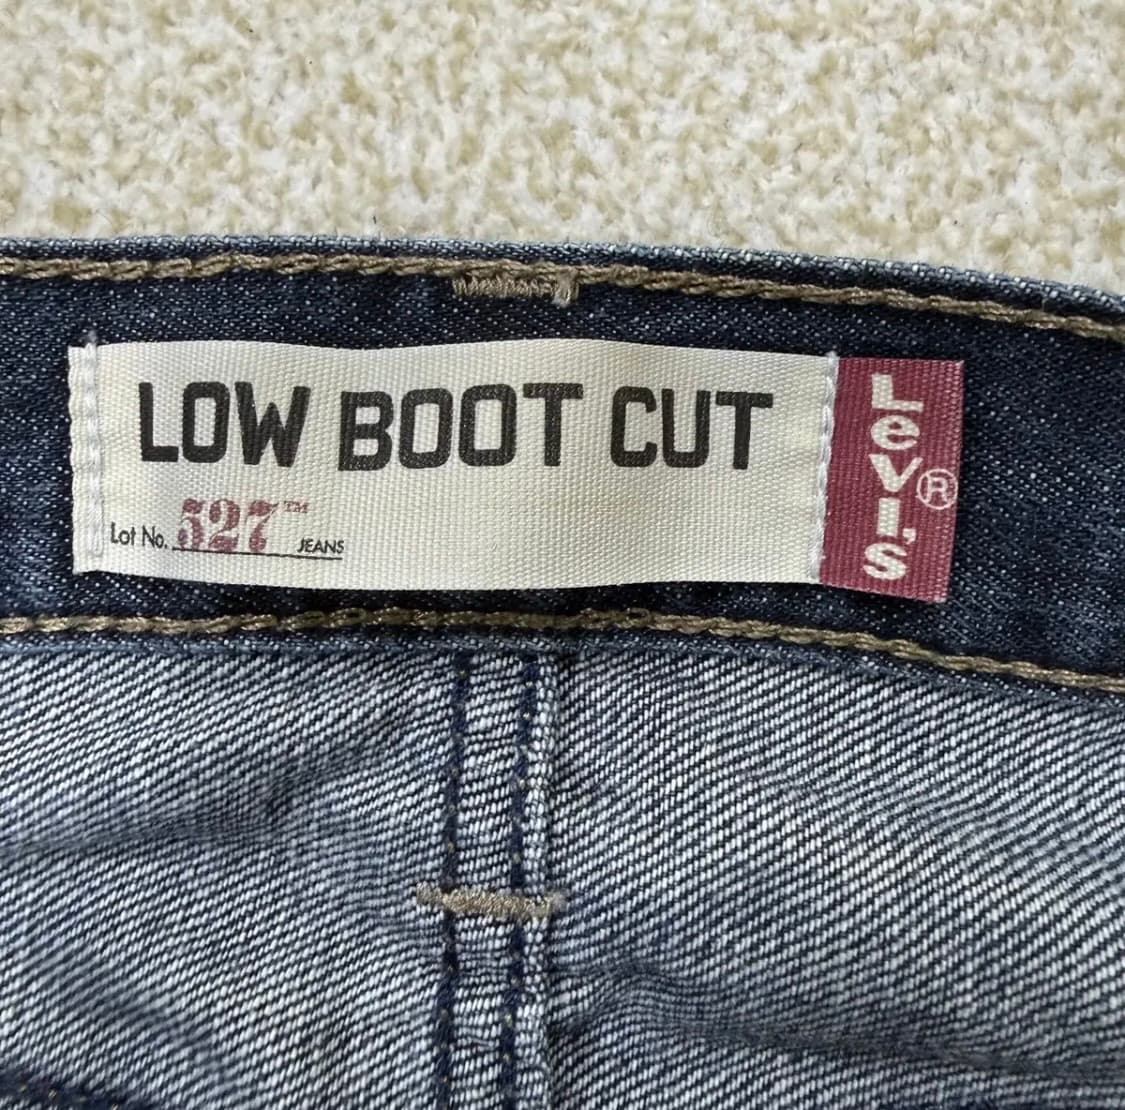 LOW BOOT CUT
Lot No. 527™ JEANS
LeVI.S®